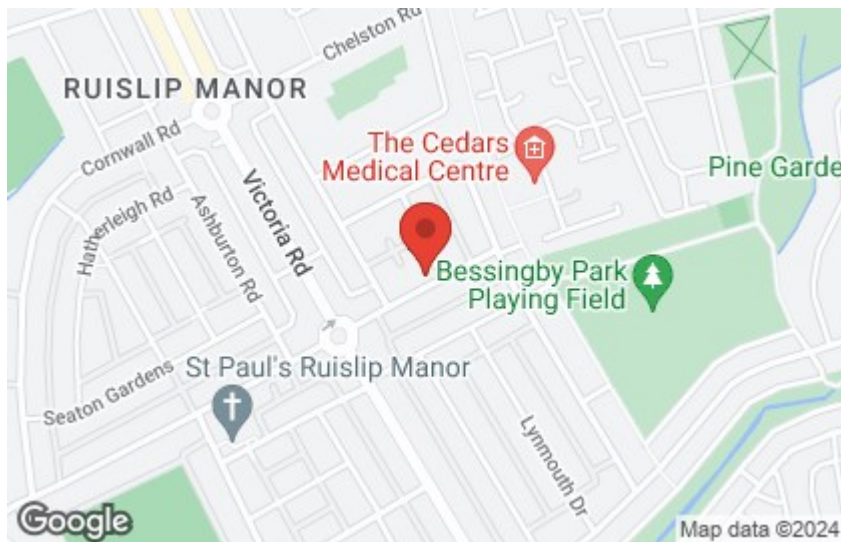 Chelston Rd
RUISLIP MANOR
Cornwall Rd
The Cedars
Medical Centre
Pine Garde
Hatherleigh Rd
Ashburton Rd
Victoria Rd
Bessingby Park
Playing Field
Seaton Gardens
St Paul's Ruislip Manor
Lynmouth Dr
Google
Map data ©2024